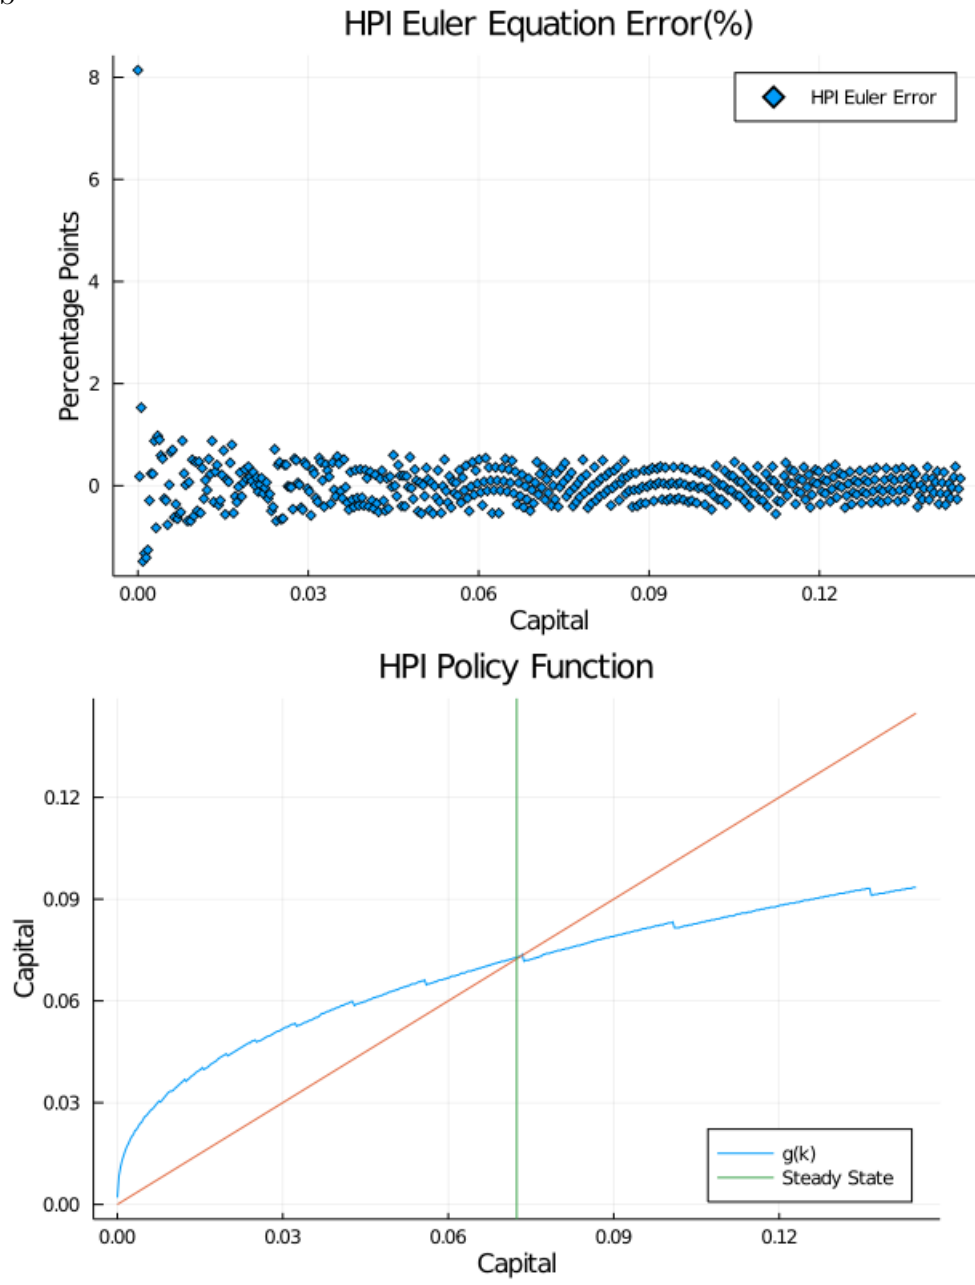 HPI Euler Equation Error(%)
8
HPI Euler Error
6
4
2
0
Percentage Points
0.00 0.03 0.06 0.09 0.12
Capital
HPI Policy Function
0.12
0.09
0.06
0.03
0.00
Capital
g(k)
Steady State
0.00 0.03 0.06 0.09 0.12
Capital